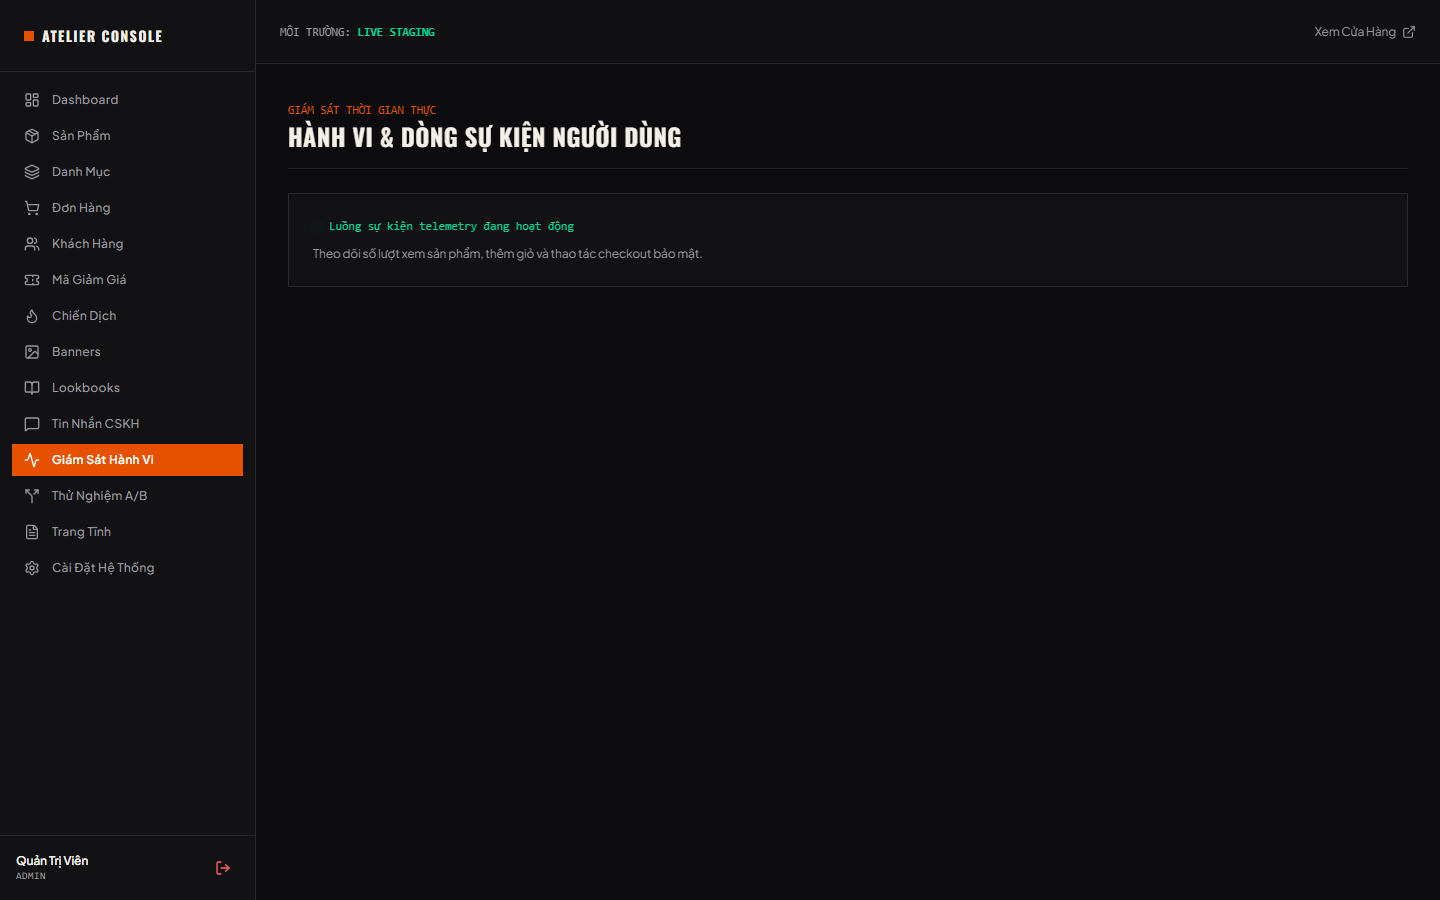 ATELIER CONSOLE
MÔI TRƯỜNG: LIVE STAGING
Xem Cửa Hàng
Dashboard
Sản Phẩm
Danh Mục
Đơn Hàng
Khách Hàng
Mã Giảm Giá
Chiến Dịch
Banners
Lookbooks
Tin Nhắn CSKH
Giám Sát Hành Vi
Thử Nghiệm A/B
Trang Tĩnh
Cài Đặt Hệ Thống
GIÁM SÁT THỜI GIAN THỰC
HÀNH VI & DÒNG SỰ KIỆN NGƯỜI DÙNG
Luồng sự kiện telemetry đang hoạt động
Theo dõi số lượt xem sản phẩm, thêm giỏ và thao tác checkout bảo mật.
Quản Trị Viên
ADMIN